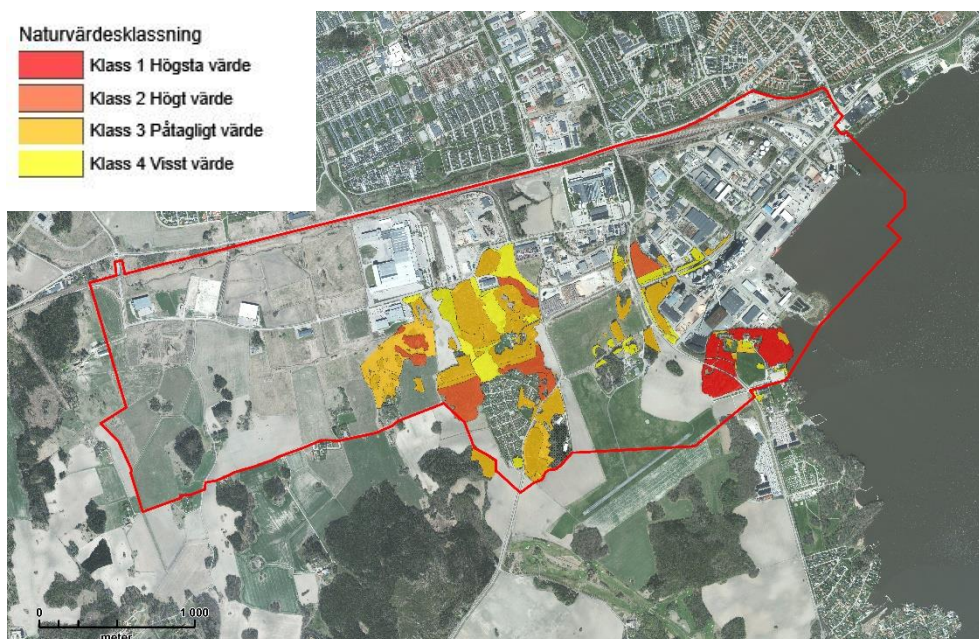 Naturvärdesklassning
Klass 1 Högsta värde
Klass 2 Högt värde
Klass 3 Påtagligt värde
Klass 4 Visst värde
0 1 000
meter